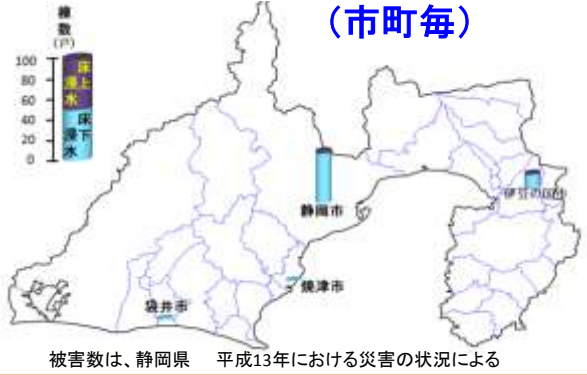 （市町毎）
棟数
（戸）
100
80
60
40
20
0
床上浸水
床下浸水
静岡市
伊豆の国市
焼津市
袋井市
被害数は、静岡県　平成13年における災害の状況による